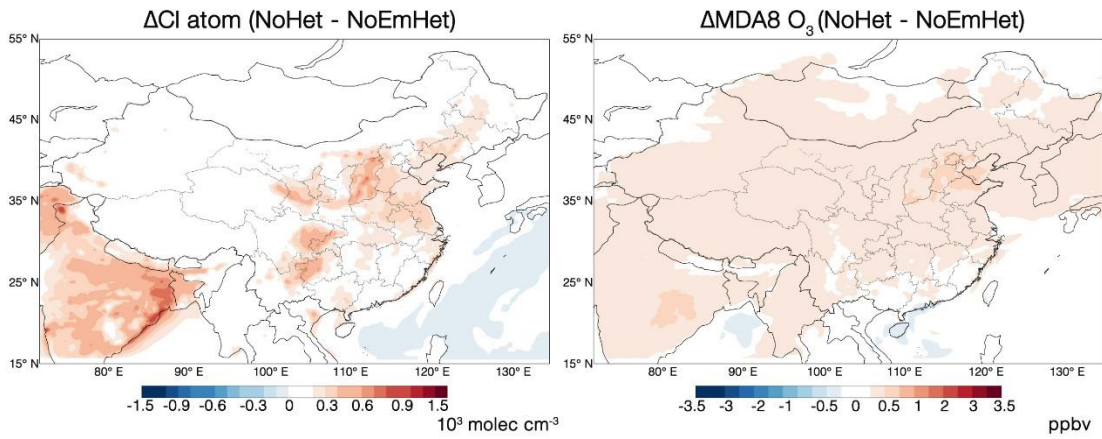 ΔCl atom (NoHet - NoEmHet)
55° N
45° N
35° N
25° N
15° N
80° E 90° E 100° E 110° E 120° E 130° E
-1.5 -0.9 -0.6 -0.3 0 0.3 0.6 0.9 1.5
10³ molec cm⁻³
ΔMDA8 O₃ (NoHet - NoEmHet)
55° N
45° N
35° N
25° N
15° N
80° E 90° E 100° E 110° E 120° E 130° E
-3.5 -3 -2 -1 -0.5 0 0.5 1 2 3 3.5
ppbv